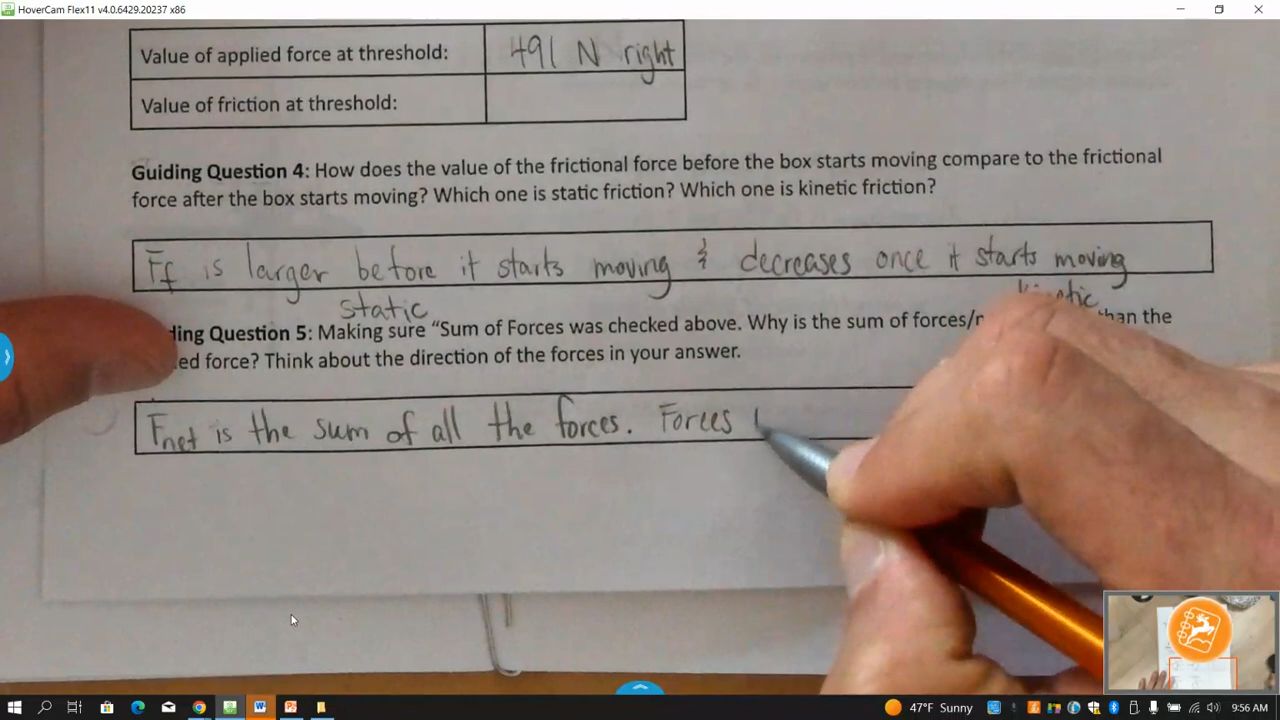 HoverCam Flex11 v4.0.6429.20237 x86
Value of applied force at threshold: 491 N right
Value of friction at threshold:
Guiding Question 4: How does the value of the frictional force before the box starts moving compare to the frictional
force after the box starts moving? Which one is static friction? Which one is kinetic friction?
Ff is larger before it starts moving & decreases once it starts moving
static kinetic
ding Question 5: Making sure “Sum of Forces was checked above. Why is the sum of forces/n than the
ed force? Think about the direction of the forces in your answer.
Fnet is the sum of all the forces. Forces
47°F Sunny
9:56 AM